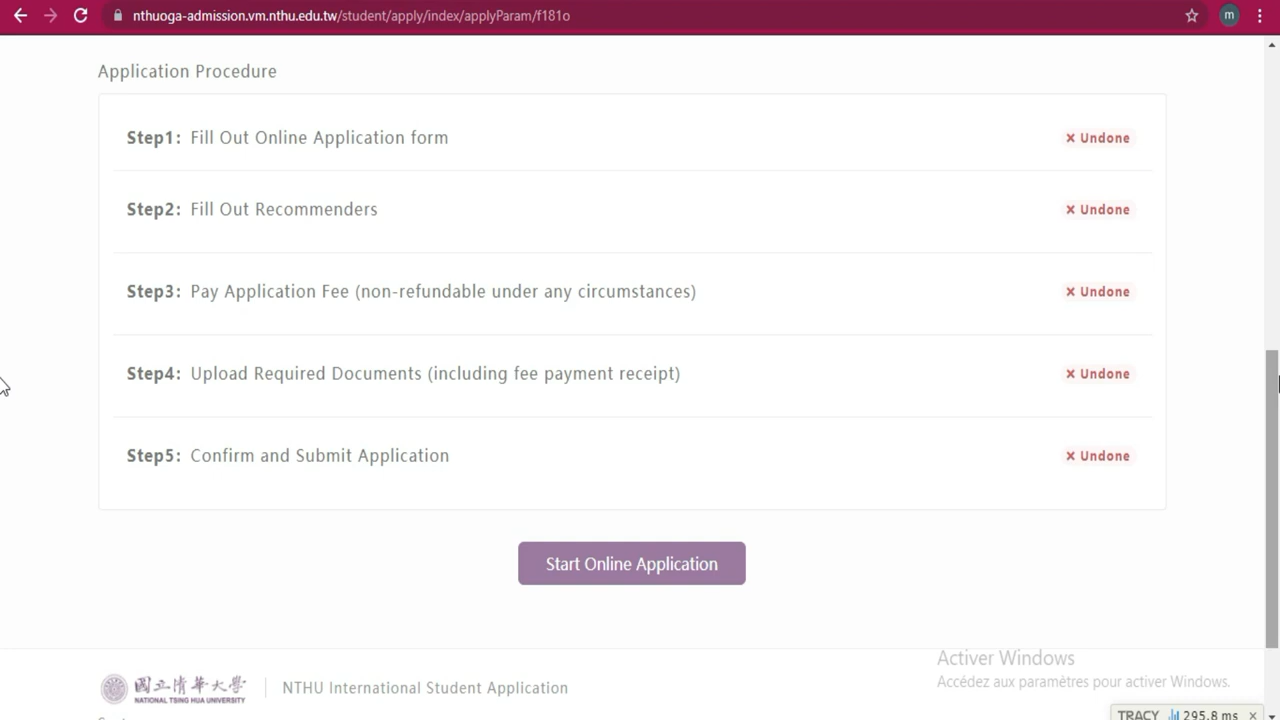 nthuoga-admission.vm.nthu.edu.tw/student/apply/index/applyParam/f181o
m
Application Procedure
Step1: Fill Out Online Application form
× Undone
Step2: Fill Out Recommenders
× Undone
Step3: Pay Application Fee (non-refundable under any circumstances)
× Undone
Step4: Upload Required Documents (including fee payment receipt)
× Undone
Step5: Confirm and Submit Application
× Undone
Start Online Application
Activer Windows
Accédez aux paramètres pour activer Windows.
國立清華大學
NATIONAL TSING HUA UNIVERSITY
NTHU International Student Application
TRACY 295.8 ms ×